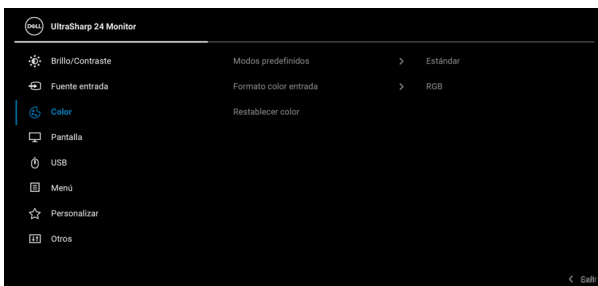 DELL UltraSharp 24 Monitor
Brillo/Contraste
Modos predefinidos > Estándar
Fuente entrada
Formato color entrada > RGB
Color
Restablecer color
Pantalla
USB
Menú
Personalizar
Otros